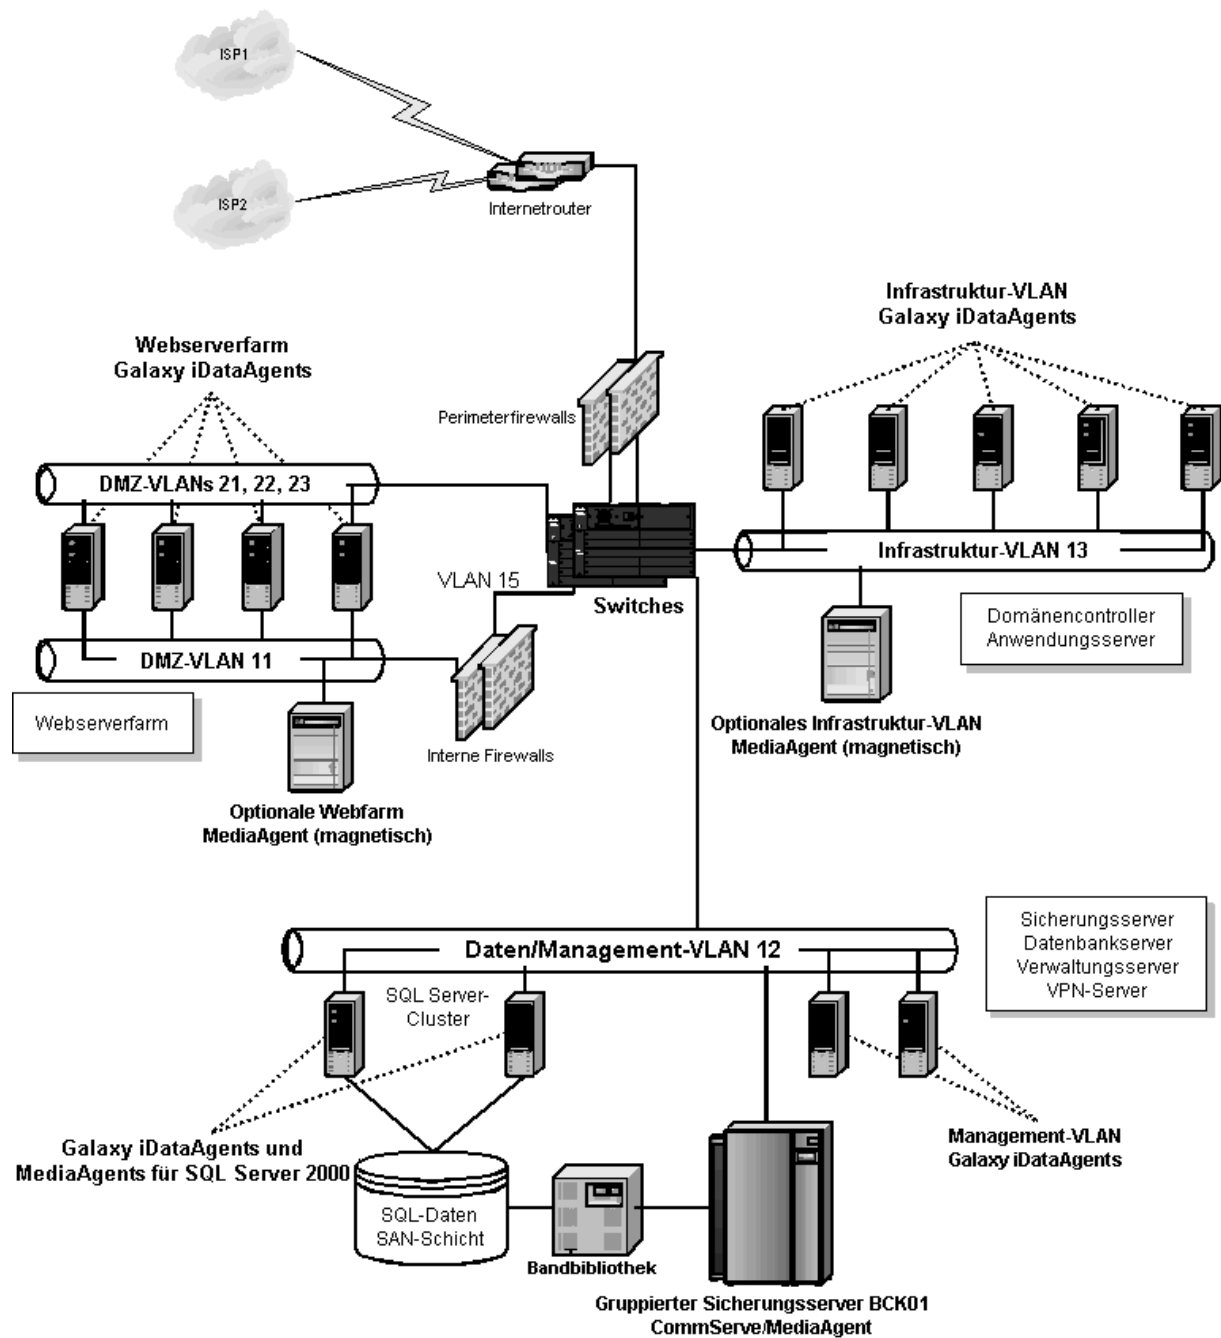 ISP1
ISP2
Internetrouter
Infrastruktur-VLAN
Galaxy iDataAgents
Webserverfarm
Galaxy iDataAgents
Perimeterfirewalls
DMZ-VLANs 21, 22, 23
Infrastruktur-VLAN 13
VLAN 15
Switches
Domänencontroller
Anwendungsserver
DMZ-VLAN 11
Webserverfarm
Interne Firewalls
Optionales Infrastruktur-VLAN
MediaAgent (magnetisch)
Optionale Webfarm
MediaAgent (magnetisch)
Sicherungsserver
Datenbankserver
Verwaltungsserver
VPN-Server
Daten/Management-VLAN 12
SQL Server-
Cluster
Galaxy iDataAgents und
MediaAgents für SQL Server 2000
Management-VLAN
Galaxy iDataAgents
SQL-Daten
SAN-Schicht
Bandbibliothek
Gruppierter Sicherungsserver BCK01
CommServe/MediaAgent